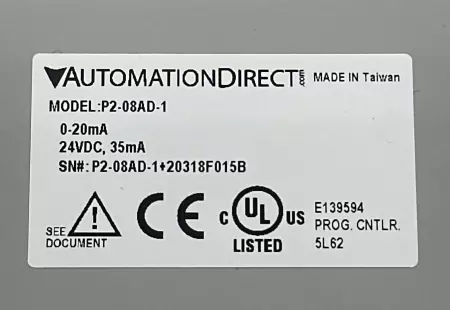 AUTOMATIONDIRECT MADE IN Taiwan
MODEL:P2-08AD-1
0-20mA
24VDC, 35mA
SN#: P2-08AD-1+20318F015B
SEE
DOCUMENT
CE
C UL US
LISTED
E139594
PROG. CNTLR.
5L62